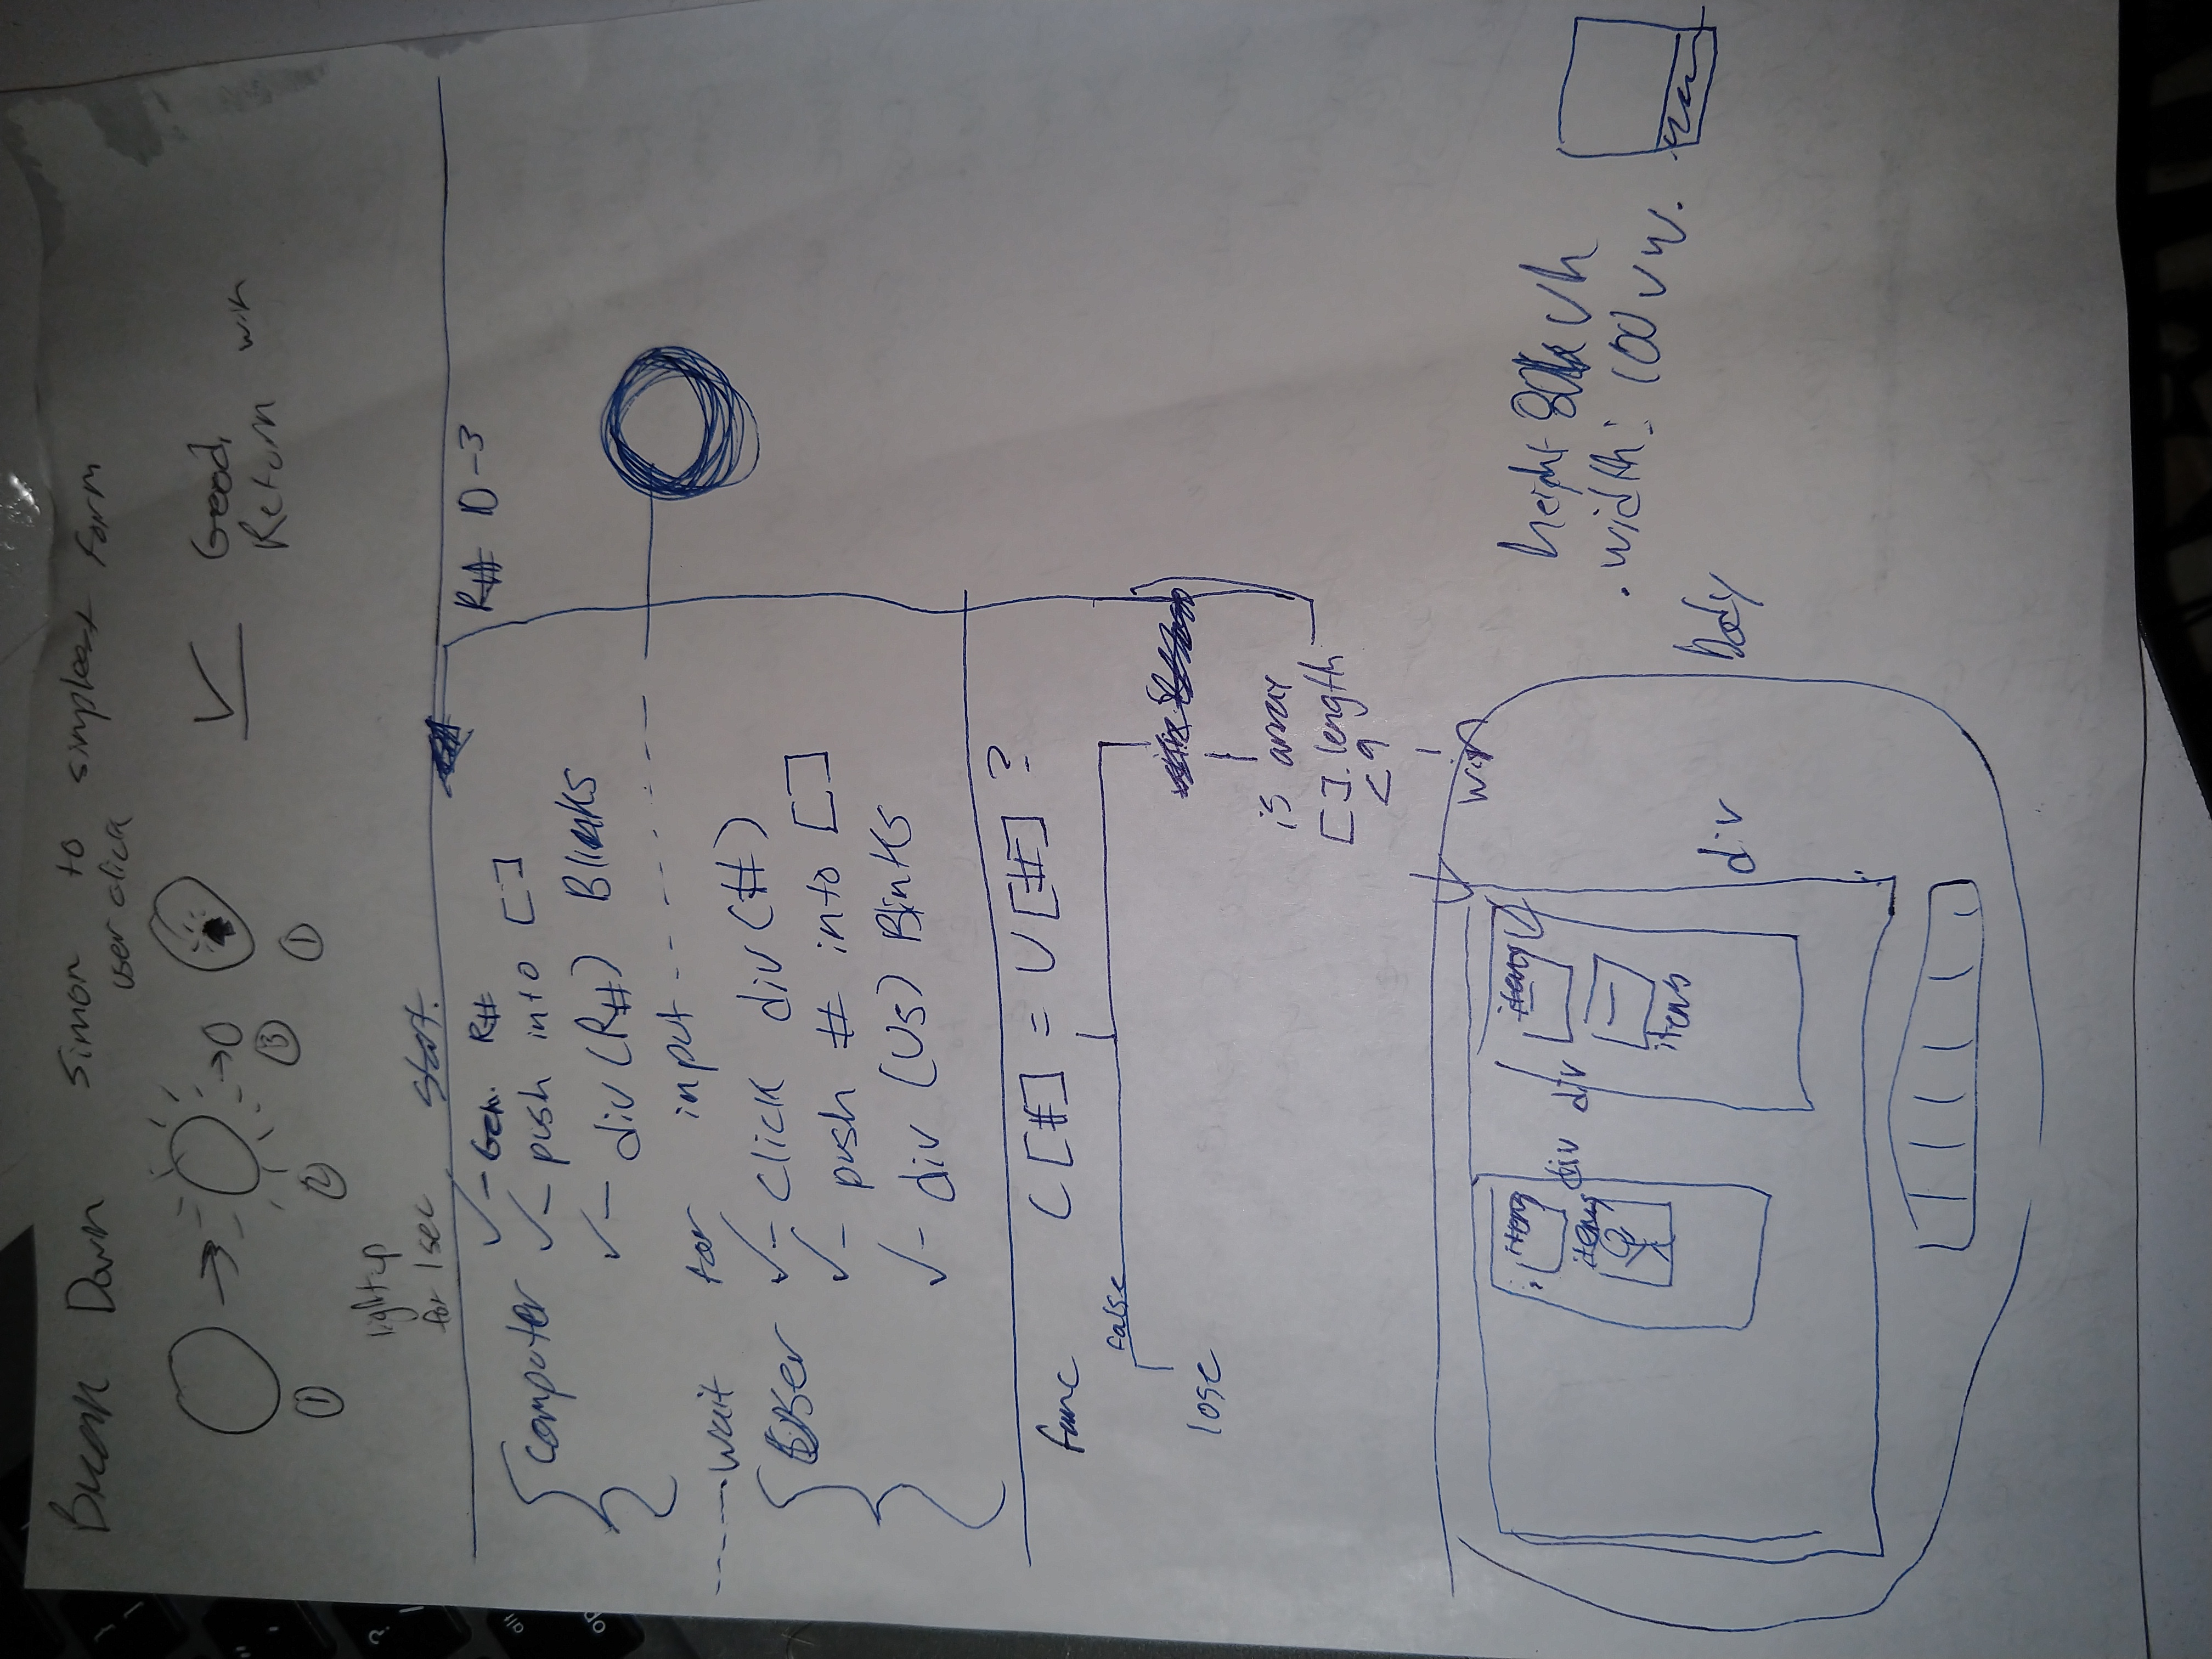 Break Down Simon to simplest form
user click
① ② ③ ①
✓ Good,
Return win
light up
for 1 sec
start.
R# 0-3
computer ✓ - Gen. R#
✓ - push into []
✓ - div (R#) Blinks
----- wait for input -----
User ✓ - click div (#)
✓ - push # into []
✓ - div (Us) Blinks
func C[#] = U[#] ?
false
lose
is array
[].length
< 9
win
items
items
div
div
items
items
div
Body
height 80 vh
. width: 100 vw.